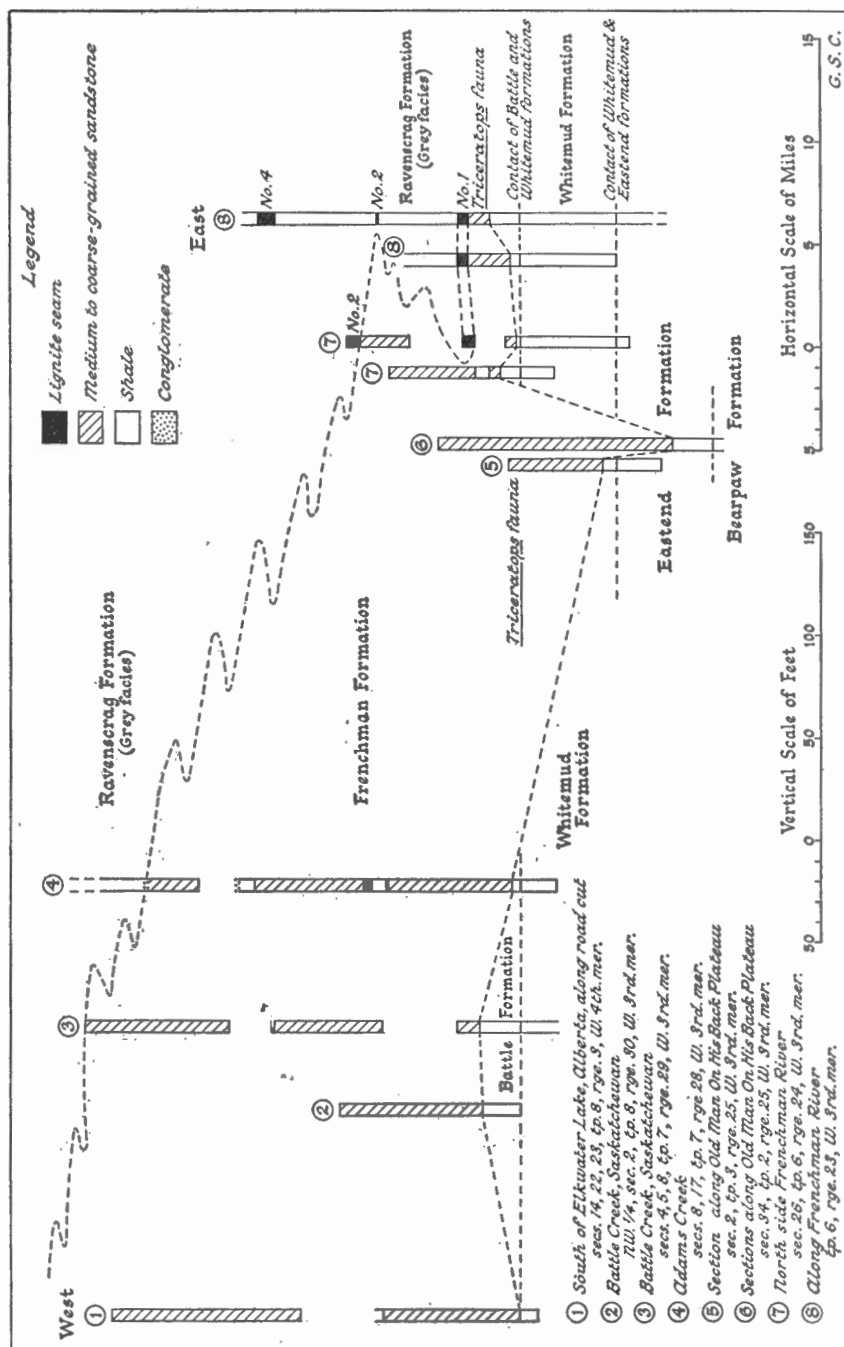 Legend
Lignite seam
Medium to coarse-grained sandstone
Shale
Conglomerate
West
East
①
②
③
④
⑤
⑥
⑦
⑦
⑧
⑧
Ravenscrag Formation
(Grey facies)
Frenchman Formation
Battle Formation
Whitemud
Formation
Triceratops fauna
Eastend Formation
Bearpaw Formation
No.2
No.4
No.2
Ravenscrag Formation
(Grey facies)
No.1
Triceratops fauna
Contact of Battle and
Whitemud formations
Whitemud Formation
Contact of Whitemud &
Eastend formations
① South of Elkwater Lake, Alberta, along road cut
secs. 14, 22, 23, tp. 8, rge. 3, W. 4th. mer.
② Battle Creek, Saskatchewan
NW. 1/4, sec. 2, tp. 8, rge. 30, W. 3rd. mer.
③ Battle Creek, Saskatchewan
secs. 4, 5, 8, tp. 7, rge. 29, W. 3rd. mer.
④ Adams Creek
secs. 8, 17, tp. 7, rge 28, W. 3rd. mer.
⑤ Section along Old Man On His Back Plateau
sec. 2, tp. 3, rge. 25, W. 3rd. mer.
⑥ Sections along Old Man On His Back Plateau
sec. 34, tp. 2, rge. 25, W. 3rd. mer.
⑦ North side Frenchman River
sec. 26, tp. 6, rge. 24, W. 3rd. mer.
⑧ Along Frenchman River
tp. 6, rge. 23, W. 3rd. mer.
Vertical Scale of Feet
50 0 50 100 150
Horizontal Scale of Miles
5 0 5 10 15
G. S. C.